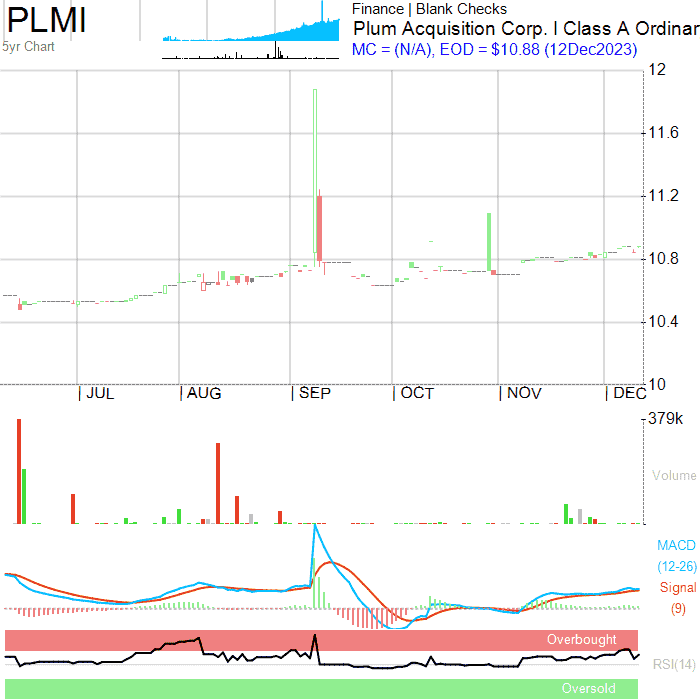 PLMI
5yr Chart
Finance | Blank Checks
Plum Acquisition Corp. I Class A Ordinar
MC = (N/A), EOD = $10.88 (12Dec2023)
12
11.6
11.2
10.8
10.4
10
JUL
AUG
SEP
OCT
NOV
DEC
379k
Volume
MACD
(12-26)
Signal
(9)
Overbought
RSI(14)
Oversold